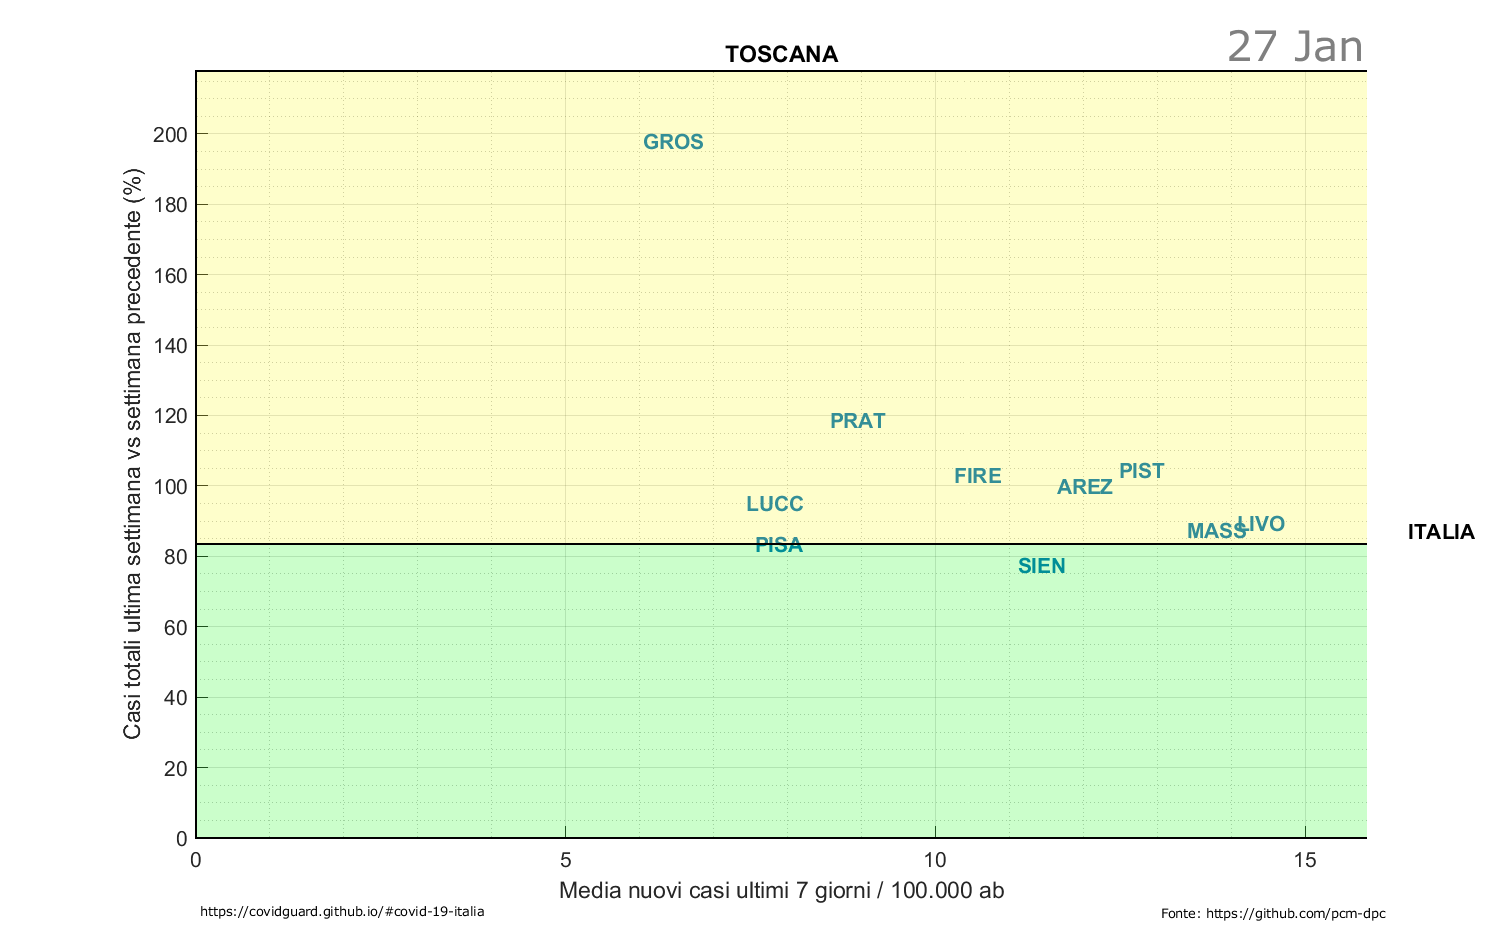 27 Jan
TOSCANA
200
180
160
140
120
100
80
60
40
20
0
Casi totali ultima settimana vs settimana precedente (%)
GROS
PRAT
PIST
FIRE
AREZ
LUCC
LIVO
MASS
PISA
SIEN
ITALIA
0
5
10
15
Media nuovi casi ultimi 7 giorni / 100.000 ab
https://covidguard.github.io/#covid-19-italia
Fonte: https://github.com/pcm-dpc